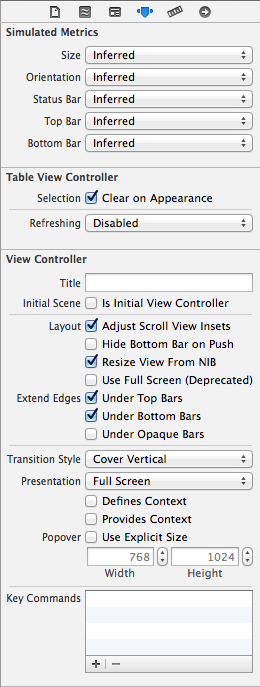 Simulated Metrics
Size Inferred
Orientation Inferred
Status Bar Inferred
Top Bar Inferred
Bottom Bar Inferred
Table View Controller
Selection Clear on Appearance
Refreshing Disabled
View Controller
Title
Initial Scene Is Initial View Controller
Layout Adjust Scroll View Insets
Hide Bottom Bar on Push
Resize View From NIB
Use Full Screen (Deprecated)
Extend Edges Under Top Bars
Under Bottom Bars
Under Opaque Bars
Transition Style Cover Vertical
Presentation Full Screen
Defines Context
Provides Context
Popover Use Explicit Size
768 1024
Width Height
Key Commands
+ −